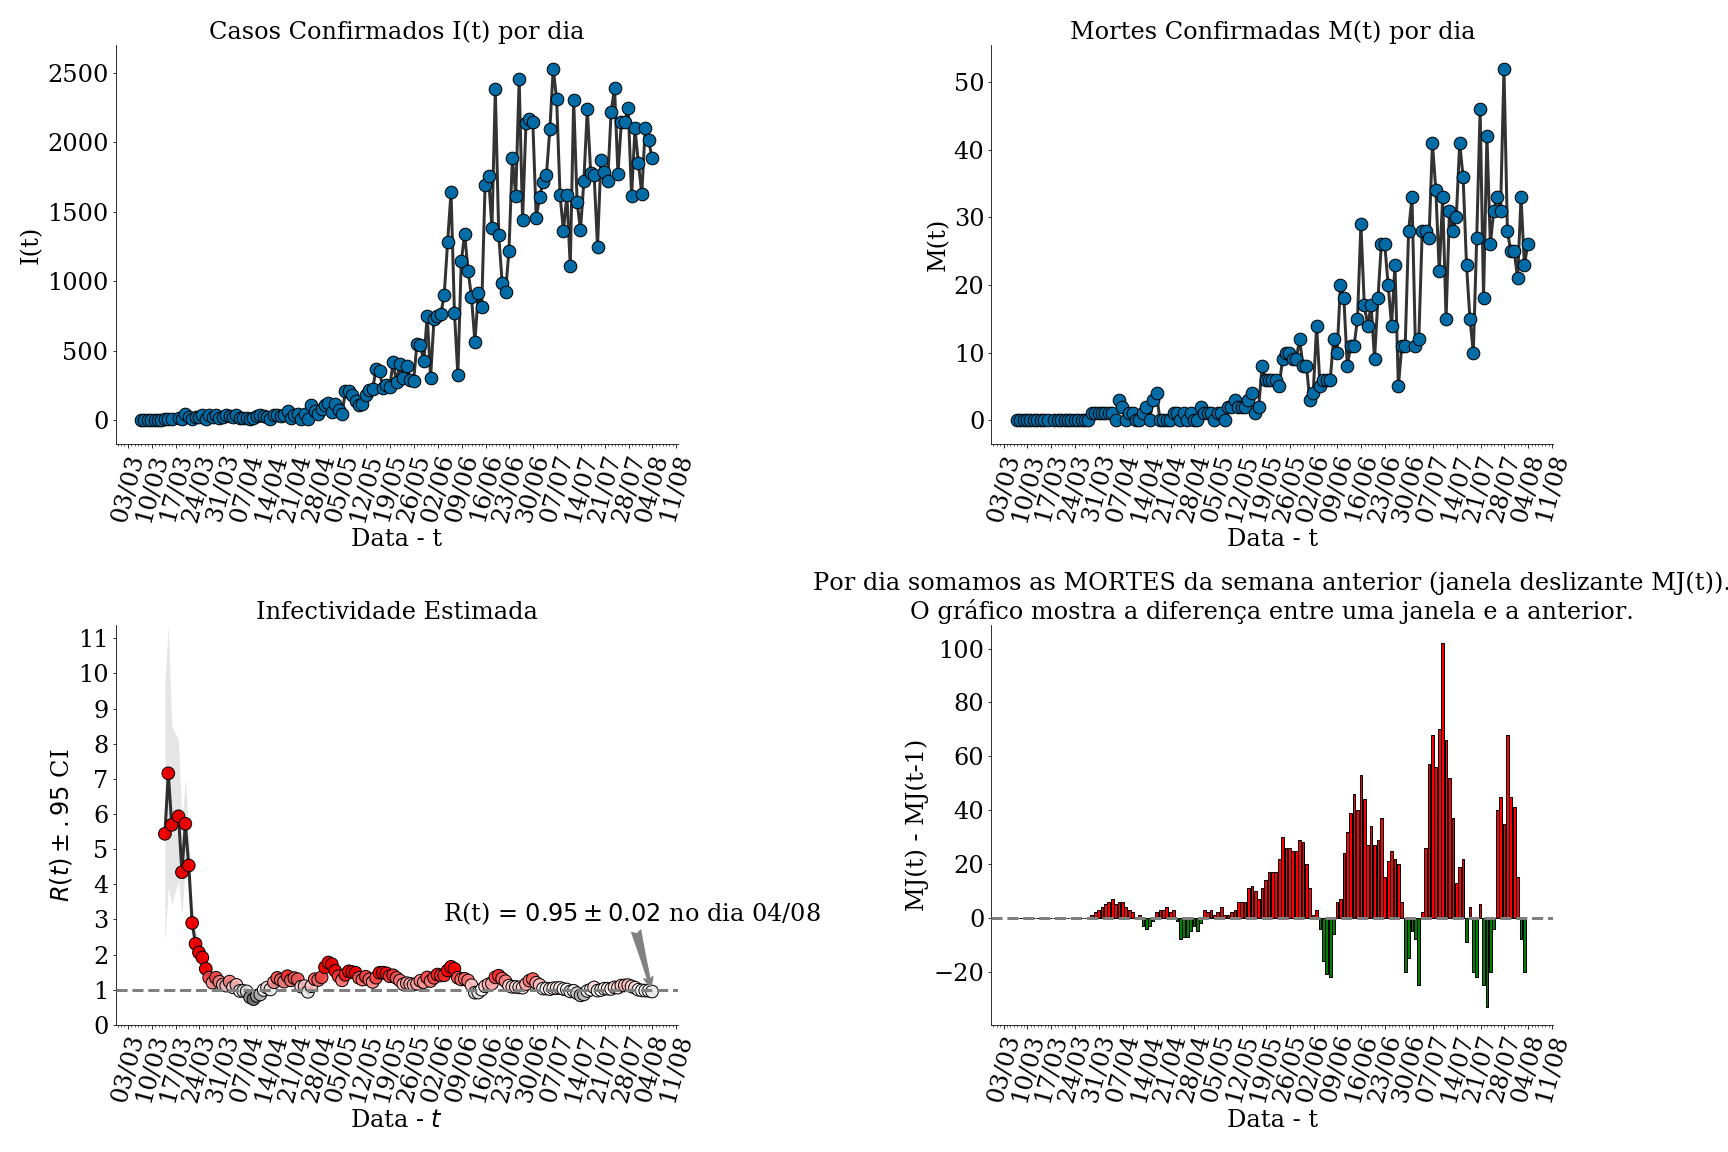 Casos Confirmados I(t) por dia
2500
2000
1500
1000
500
0
I(t)
03/03 10/03 17/03 24/03 31/03 07/04 14/04 21/04 28/04 05/05 12/05 19/05 26/05 02/06 09/06 16/06 23/06 30/06 07/07 14/07 21/07 28/07 04/08 11/08
Data - t
Mortes Confirmadas M(t) por dia
50
40
30
20
10
0
M(t)
03/03 10/03 17/03 24/03 31/03 07/04 14/04 21/04 28/04 05/05 12/05 19/05 26/05 02/06 09/06 16/06 23/06 30/06 07/07 14/07 21/07 28/07 04/08 11/08
Data - t
Infectividade Estimada
11
10
9
8
7
6
5
4
3
2
1
0
R(t) ± .95 CI
R(t) = 0.95 ± 0.02 no dia 04/08
03/03 10/03 17/03 24/03 31/03 07/04 14/04 21/04 28/04 05/05 12/05 19/05 26/05 02/06 09/06 16/06 23/06 30/06 07/07 14/07 21/07 28/07 04/08 11/08
Data - t
Por dia somamos as MORTES da semana anterior (janela deslizante MJ(t)).
O gráfico mostra a diferença entre uma janela e a anterior.
100
80
60
40
20
0
−20
MJ(t) - MJ(t-1)
03/03 10/03 17/03 24/03 31/03 07/04 14/04 21/04 28/04 05/05 12/05 19/05 26/05 02/06 09/06 16/06 23/06 30/06 07/07 14/07 21/07 28/07 04/08 11/08
Data - t